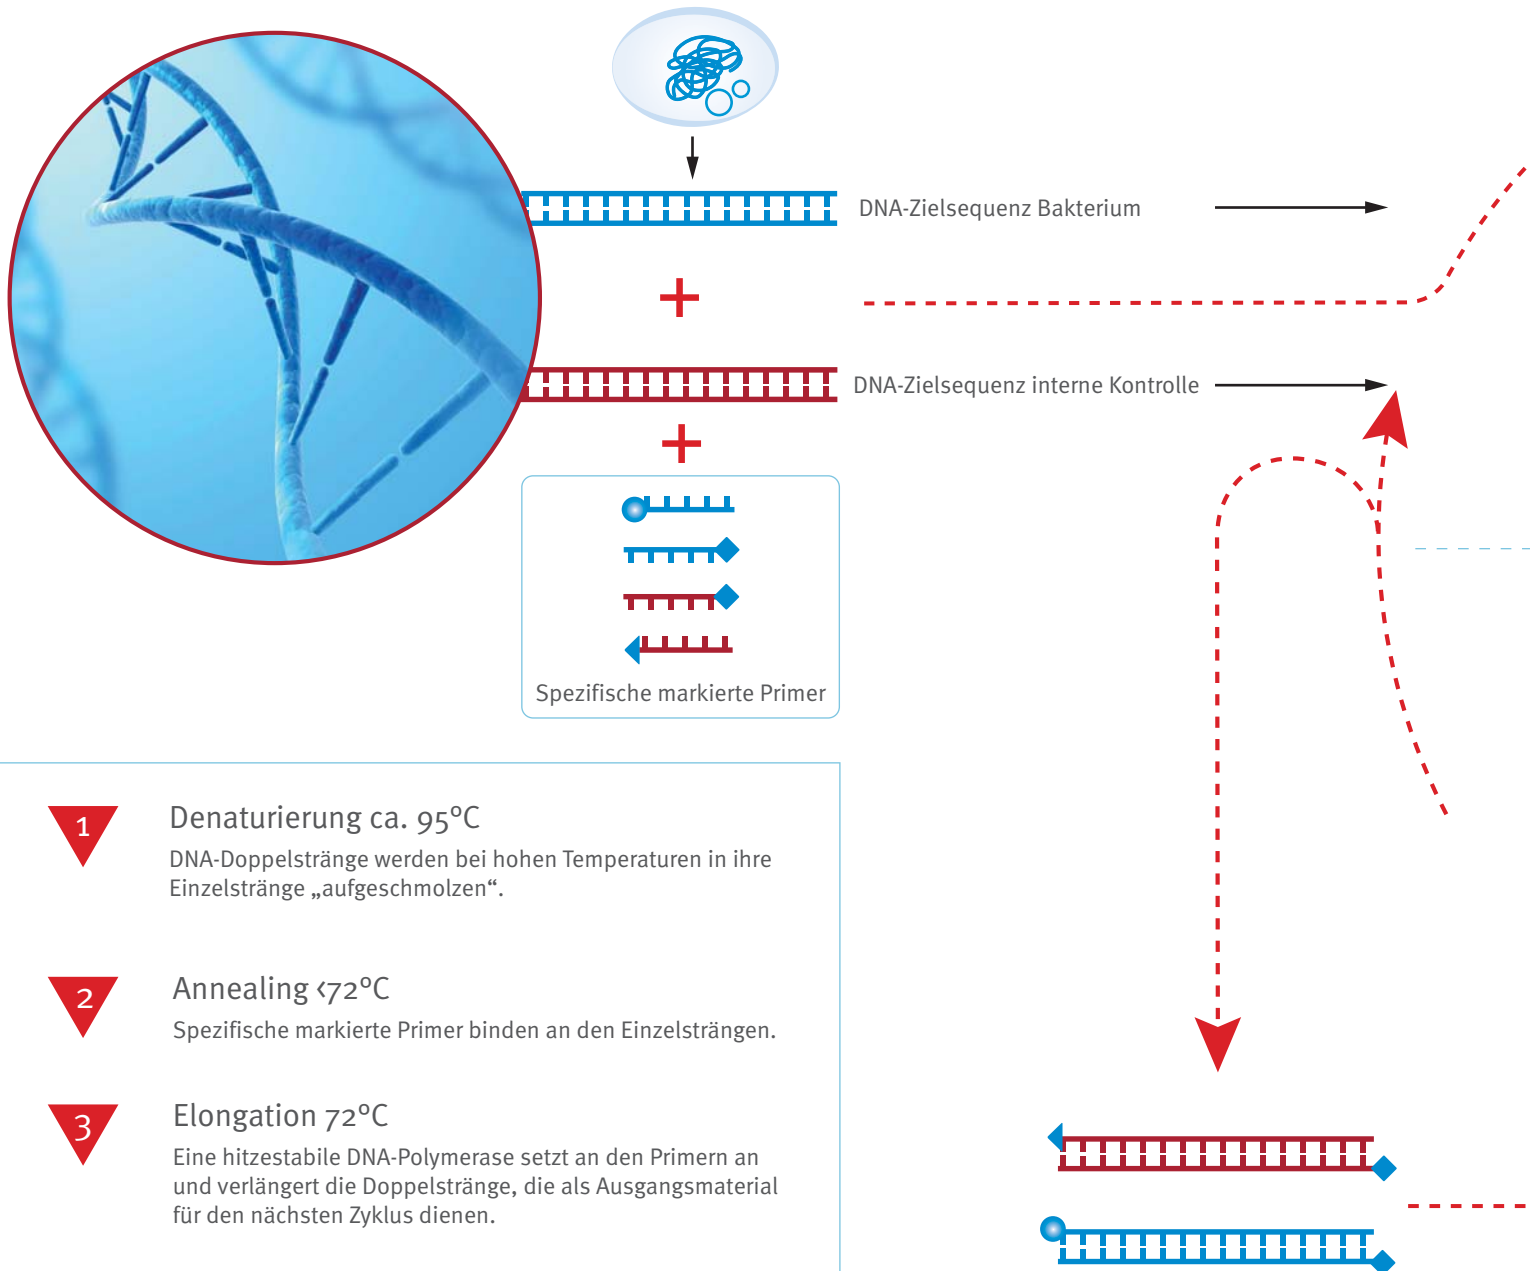 DNA-Zielsequenz Bakterium
DNA-Zielsequenz interne Kontrolle
Spezifische markierte Primer
1
Denaturierung ca. 95°C
DNA-Doppelstränge werden bei hohen Temperaturen in ihre
Einzelstränge „aufgeschmolzen“.
2
Annealing <72°C
Spezifische markierte Primer binden an den Einzelsträngen.
3
Elongation 72°C
Eine hitzestabile DNA-Polymerase setzt an den Primern an
und verlängert die Doppelstränge, die als Ausgangsmaterial
für den nächsten Zyklus dienen.